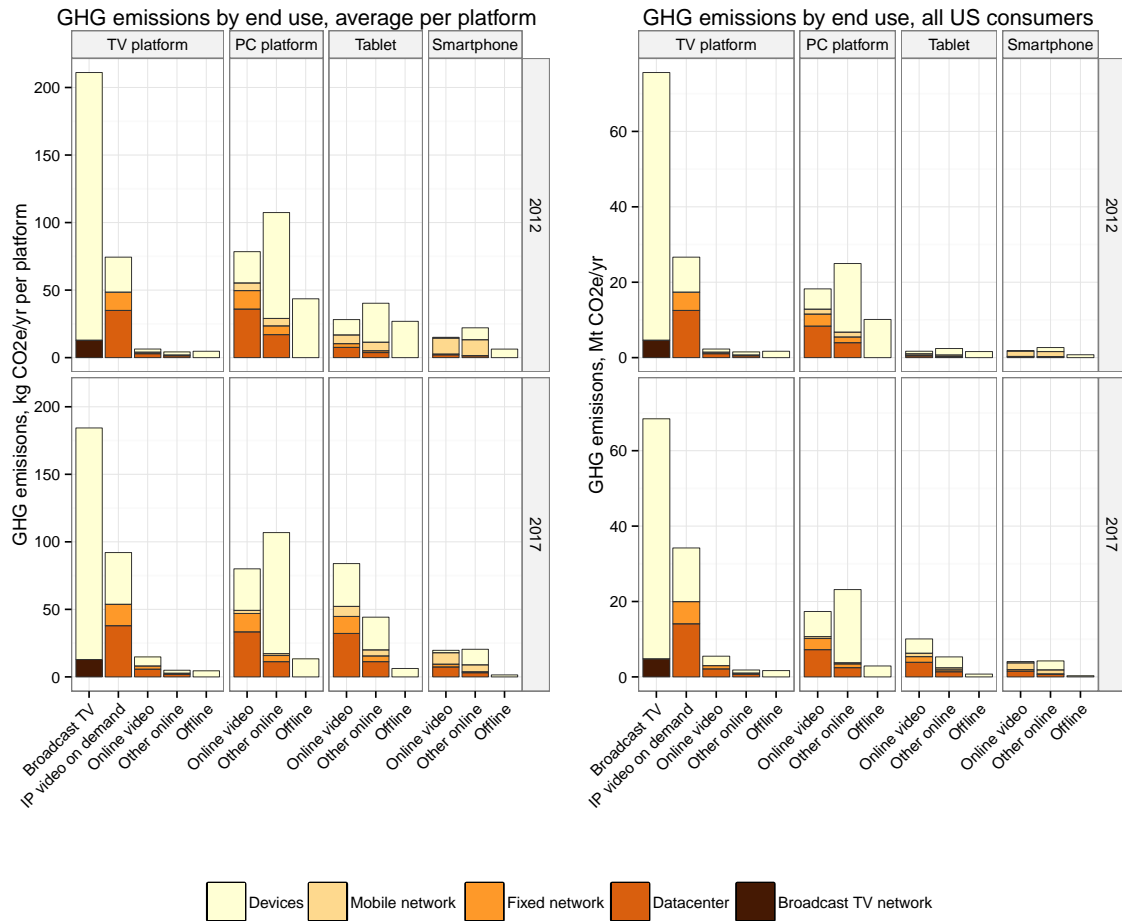 GHG emissions by end use, average per platform
TV platform
PC platform
Tablet
Smartphone
GHG emisisons, kg CO2e/yr per platform
200
150
100
50
0
2012
200
150
100
50
0
2017
Broadcast TV
IP video on demand
Online video
Other online
Offline
Online video
Other online
Offline
Online video
Other online
Offline
Online video
Other online
Offline
GHG emissions by end use, all US consumers
TV platform
PC platform
Tablet
Smartphone
GHG emisisons, Mt CO2e/yr
60
40
20
0
2012
60
40
20
0
2017
Broadcast TV
IP video on demand
Online video
Other online
Offline
Online video
Other online
Offline
Online video
Other online
Offline
Online video
Other online
Offline
Devices
Mobile network
Fixed network
Datacenter
Broadcast TV network